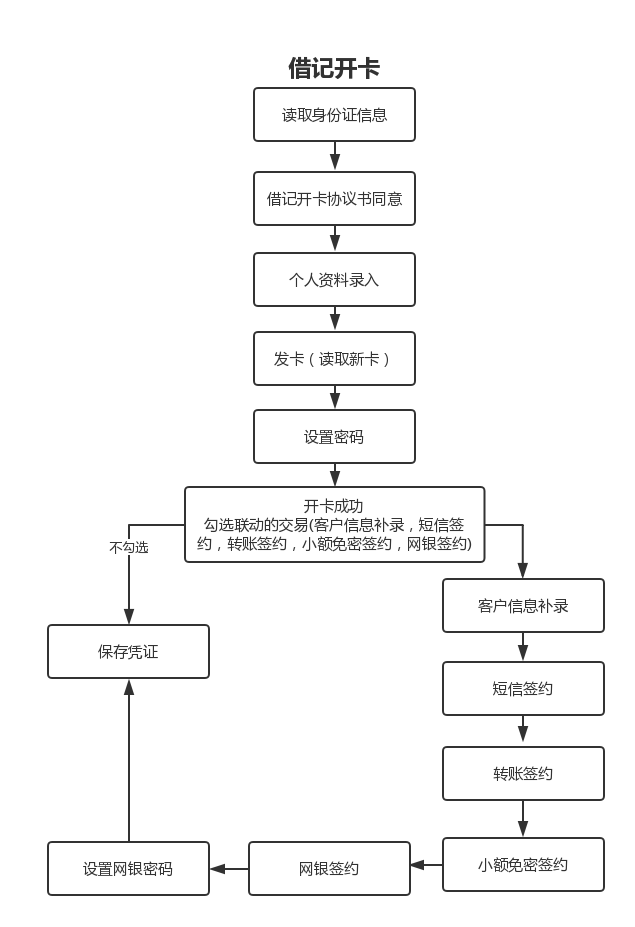 借记开卡
读取身份证信息
借记开卡协议书同意
个人资料录入
发卡（读取新卡）
设置密码
开卡成功
勾选联动的交易(客户信息补录，短信签
约，转账签约，小额免密签约，网银签约)
不勾选
客户信息补录
保存凭证
短信签约
转账签约
小额免密签约
网银签约
设置网银密码